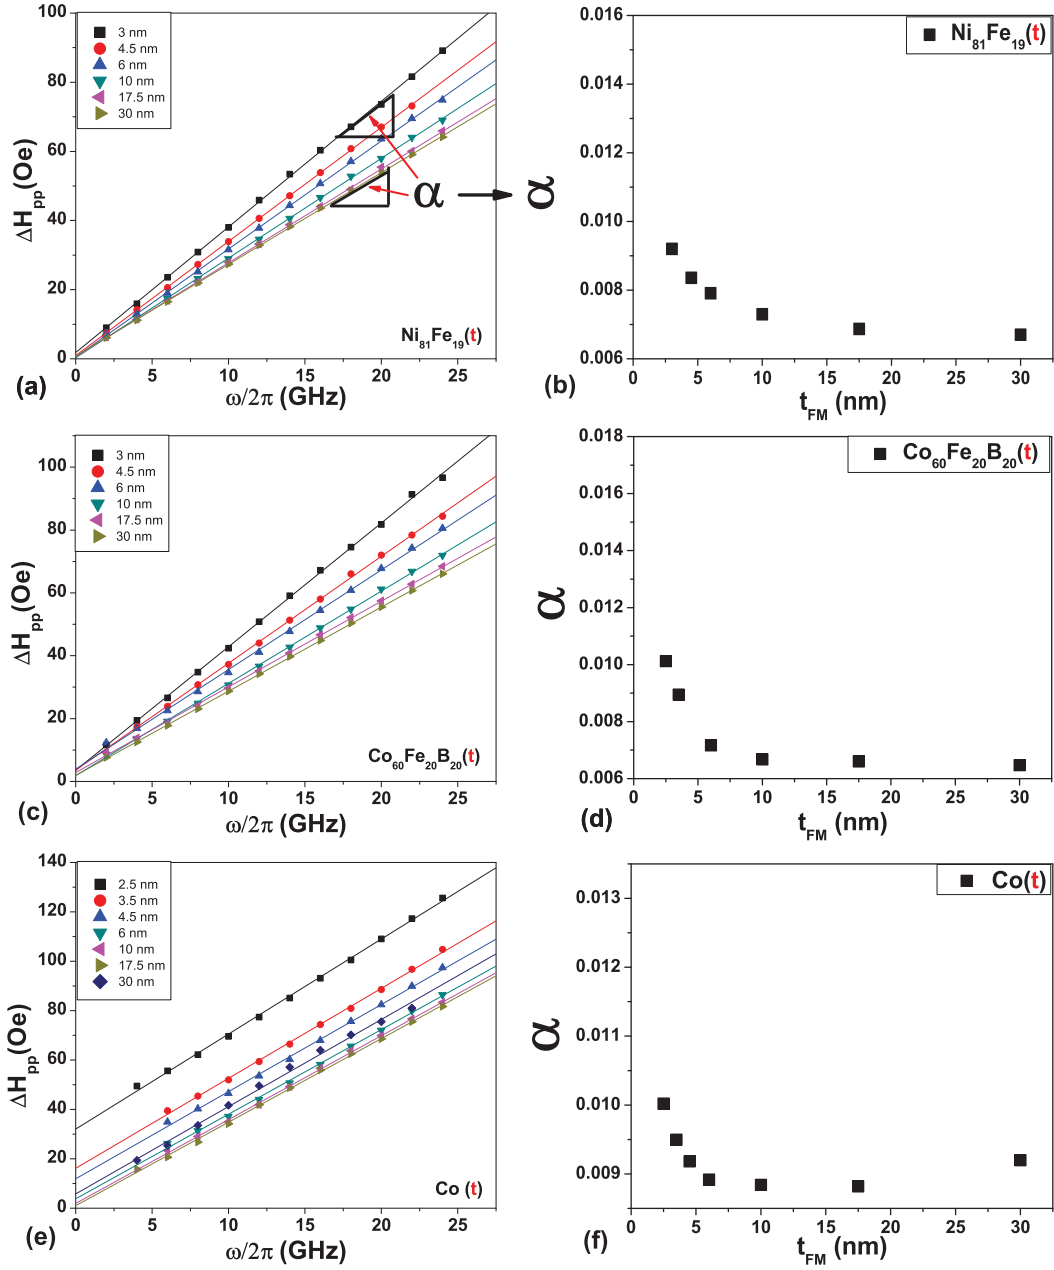 100
80
60
40
20
0
ΔH_pp(Oe)
3 nm
4.5 nm
6 nm
10 nm
17.5 nm
30 nm
α
Ni₈₁Fe₁₉(t)
0 5 10 15 20 25
ω/2π (GHz)
(a)
0.016
0.014
0.012
0.010
0.008
0.006
α
Ni₈₁Fe₁₉(t)
0 5 10 15 20 25 30
t_FM (nm)
(b)
100
80
60
40
20
0
ΔH_pp(Oe)
3 nm
4.5 nm
6 nm
10 nm
17.5 nm
30 nm
Co₆₀Fe₂₀B₂₀(t)
0 5 10 15 20 25
ω/2π (GHz)
(c)
0.018
0.016
0.014
0.012
0.010
0.008
0.006
α
Co₆₀Fe₂₀B₂₀(t)
0 5 10 15 20 25 30
t_FM (nm)
(d)
140
120
100
80
60
40
20
0
ΔH_pp(Oe)
2.5 nm
3.5 nm
4.5 nm
6 nm
10 nm
17.5 nm
30 nm
Co (t)
0 5 10 15 20 25
ω/2π (GHz)
(e)
0.013
0.012
0.011
0.010
0.009
α
Co(t)
0 5 10 15 20 25 30
t_FM (nm)
(f)